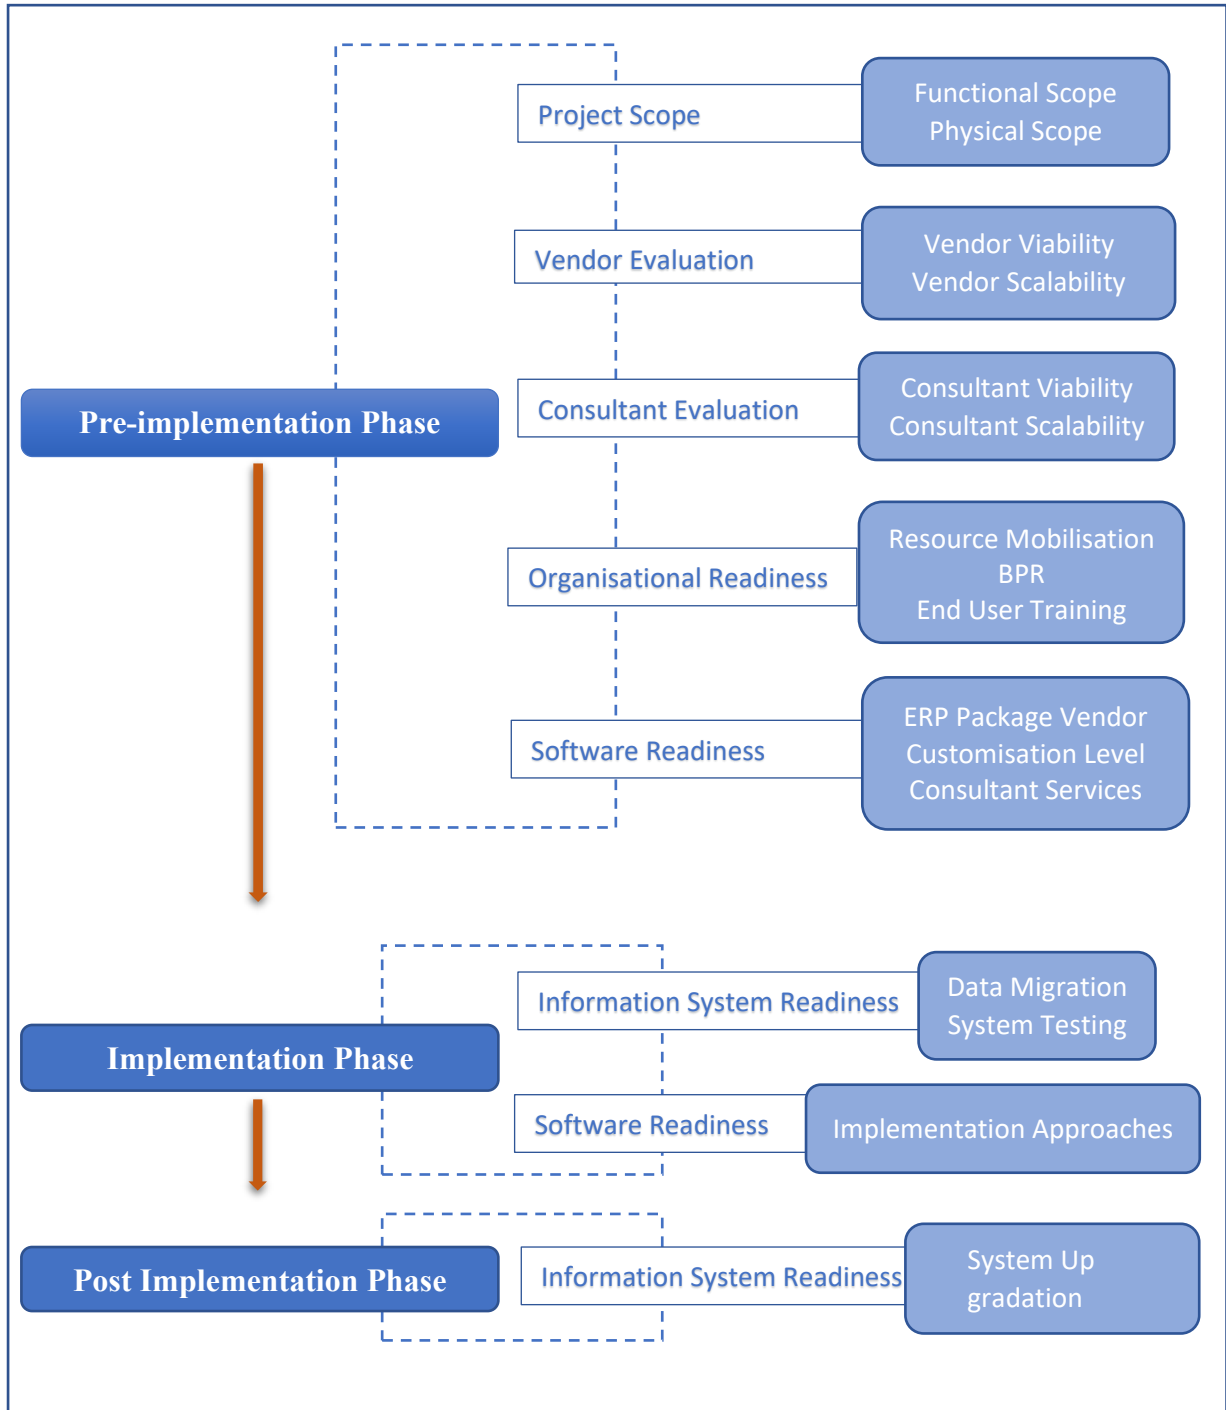 Project Scope
Functional Scope
Physical Scope
Vendor Evaluation
Vendor Viability
Vendor Scalability
Pre-implementation Phase
Consultant Evaluation
Consultant Viability
Consultant Scalability
Organisational Readiness
Resource Mobilisation
BPR
End User Training
Software Readiness
ERP Package Vendor
Customisation Level
Consultant Services
Implementation Phase
Information System Readiness
Data Migration
System Testing
Software Readiness
Implementation Approaches
Post Implementation Phase
Information System Readiness
System Up
gradation